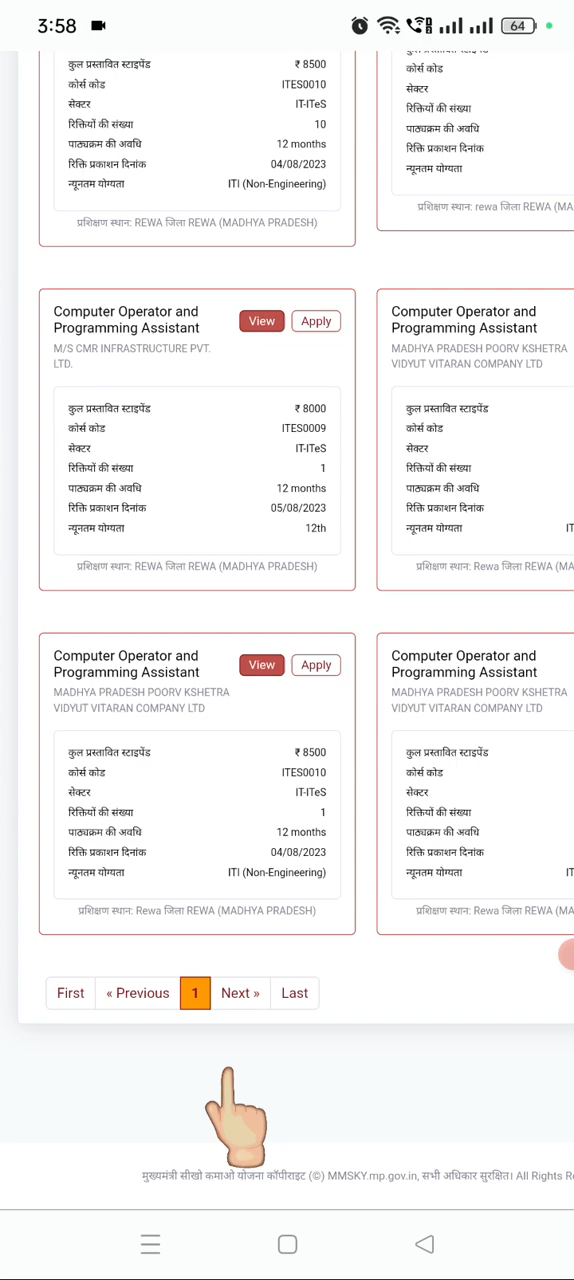 3:58
64
कुल प्रस्तावित स्टाइपेंड ₹ 8500
कोर्स कोड ITES0010
सेक्टर IT-ITeS
रिक्तियों की संख्या 10
पाठ्यक्रम की अवधि 12 months
रिक्ति प्रकाशन दिनांक 04/08/2023
न्यूनतम योग्यता ITI (Non-Engineering)
प्रशिक्षण स्थान: REWA जिला REWA (MADHYA PRADESH)
कोर्स कोड
सेक्टर
रिक्तियों की संख्या
पाठ्यक्रम की अवधि
रिक्ति प्रकाशन दिनांक
न्यूनतम योग्यता
प्रशिक्षण स्थान: rewa जिला REWA (MA
Computer Operator and
Programming Assistant
View Apply
M/S CMR INFRASTRUCTURE PVT.
LTD.
कुल प्रस्तावित स्टाइपेंड ₹ 8000
कोर्स कोड ITES0009
सेक्टर IT-ITeS
रिक्तियों की संख्या 1
पाठ्यक्रम की अवधि 12 months
रिक्ति प्रकाशन दिनांक 05/08/2023
न्यूनतम योग्यता 12th
प्रशिक्षण स्थान: REWA जिला REWA (MADHYA PRADESH)
Computer Operator and
Programming Assistant
MADHYA PRADESH POORV KSHETRA
VIDYUT VITARAN COMPANY LTD
कुल प्रस्तावित स्टाइपेंड
कोर्स कोड
सेक्टर
रिक्तियों की संख्या
पाठ्यक्रम की अवधि
रिक्ति प्रकाशन दिनांक
न्यूनतम योग्यता IT
प्रशिक्षण स्थान: Rewa जिला REWA (MA
Computer Operator and
Programming Assistant
View Apply
MADHYA PRADESH POORV KSHETRA
VIDYUT VITARAN COMPANY LTD
कुल प्रस्तावित स्टाइपेंड ₹ 8500
कोर्स कोड ITES0010
सेक्टर IT-ITeS
रिक्तियों की संख्या 1
पाठ्यक्रम की अवधि 12 months
रिक्ति प्रकाशन दिनांक 04/08/2023
न्यूनतम योग्यता ITI (Non-Engineering)
प्रशिक्षण स्थान: Rewa जिला REWA (MADHYA PRADESH)
Computer Operator and
Programming Assistant
MADHYA PRADESH POORV KSHETRA
VIDYUT VITARAN COMPANY LTD
कुल प्रस्तावित स्टाइपेंड
कोर्स कोड
सेक्टर
रिक्तियों की संख्या
पाठ्यक्रम की अवधि
रिक्ति प्रकाशन दिनांक
न्यूनतम योग्यता IT
प्रशिक्षण स्थान: Rewa जिला REWA (MA
First « Previous 1 Next » Last
मुख्यमंत्री सीखो कमाओ योजना कॉपीराइट (©) MMSKY.mp.gov.in, सभी अधिकार सुरक्षित। All Rights Re